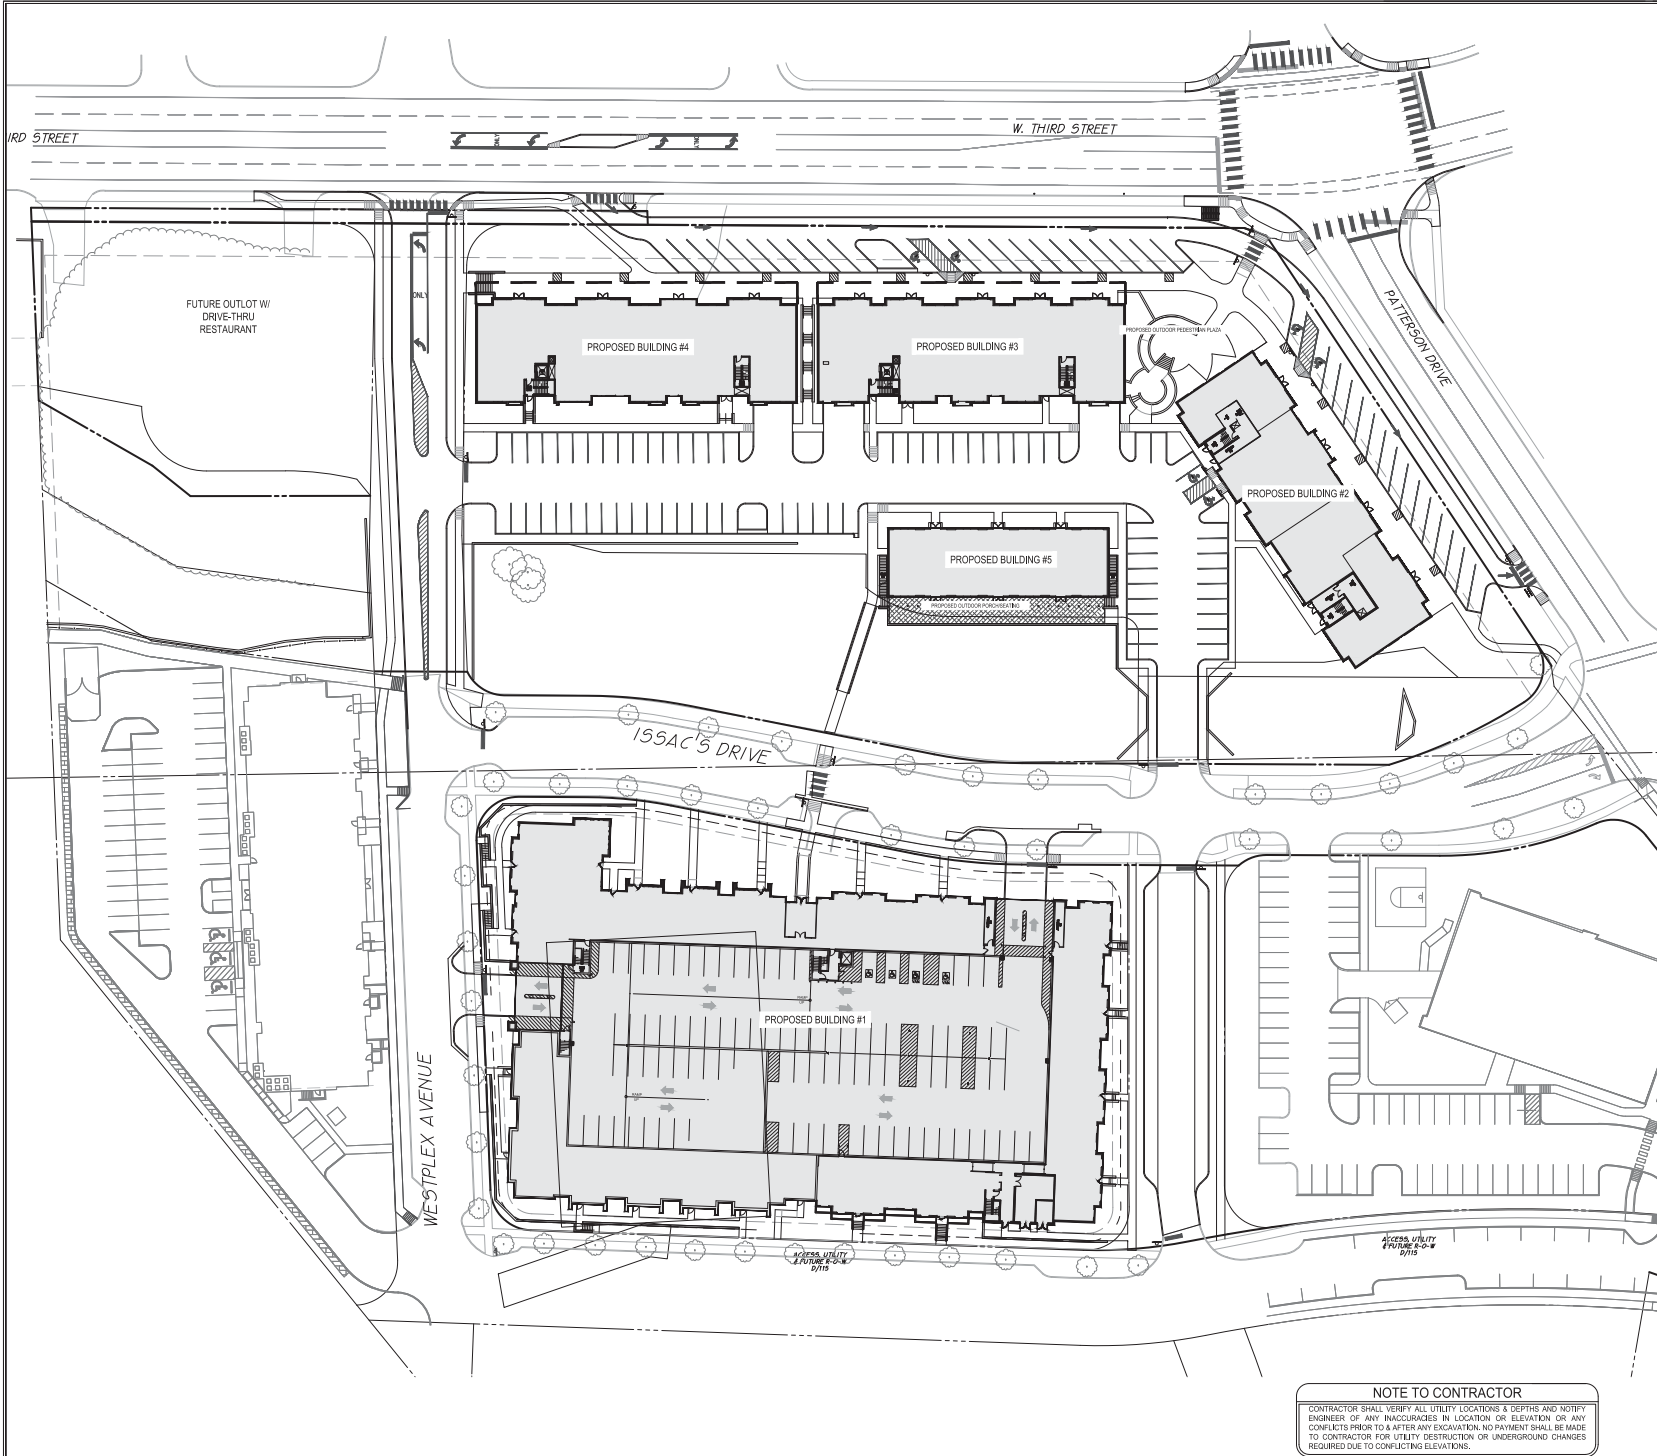 IRD STREET
ONLY
W. THIRD STREET
FUTURE OUTLOT W/
DRIVE-THRU
RESTAURANT
ONLY
PATTERSON DRIVE
PROPOSED OUTDOOR PEDESTRIAN PLAZA
PROPOSED BUILDING #4
PROPOSED BUILDING #3
PROPOSED BUILDING #2
PROPOSED BUILDING #5
PROPOSED OUTDOOR PORCH/SEATING
ISSAC'S DRIVE
PROPOSED BUILDING #1
WESTPLEX AVENUE
ACCESS, UTILITY
& FUTURE R-O-W
D/115
ACCESS, UTILITY
& FUTURE R-O-W
D/115
NOTE TO CONTRACTOR
CONTRACTOR SHALL VERIFY ALL UTILITY LOCATIONS & DEPTHS AND NOTIFY
ENGINEER OF ANY INACCURACIES IN LOCATION OR ELEVATION OR ANY
CONFLICTS PRIOR TO & AFTER ANY EXCAVATION. NO PAYMENT SHALL BE MADE
TO CONTRACTOR FOR UTILITY DESTRUCTION OR UNDERGROUND CHANGES
REQUIRED DUE TO CONFLICTING ELEVATIONS.